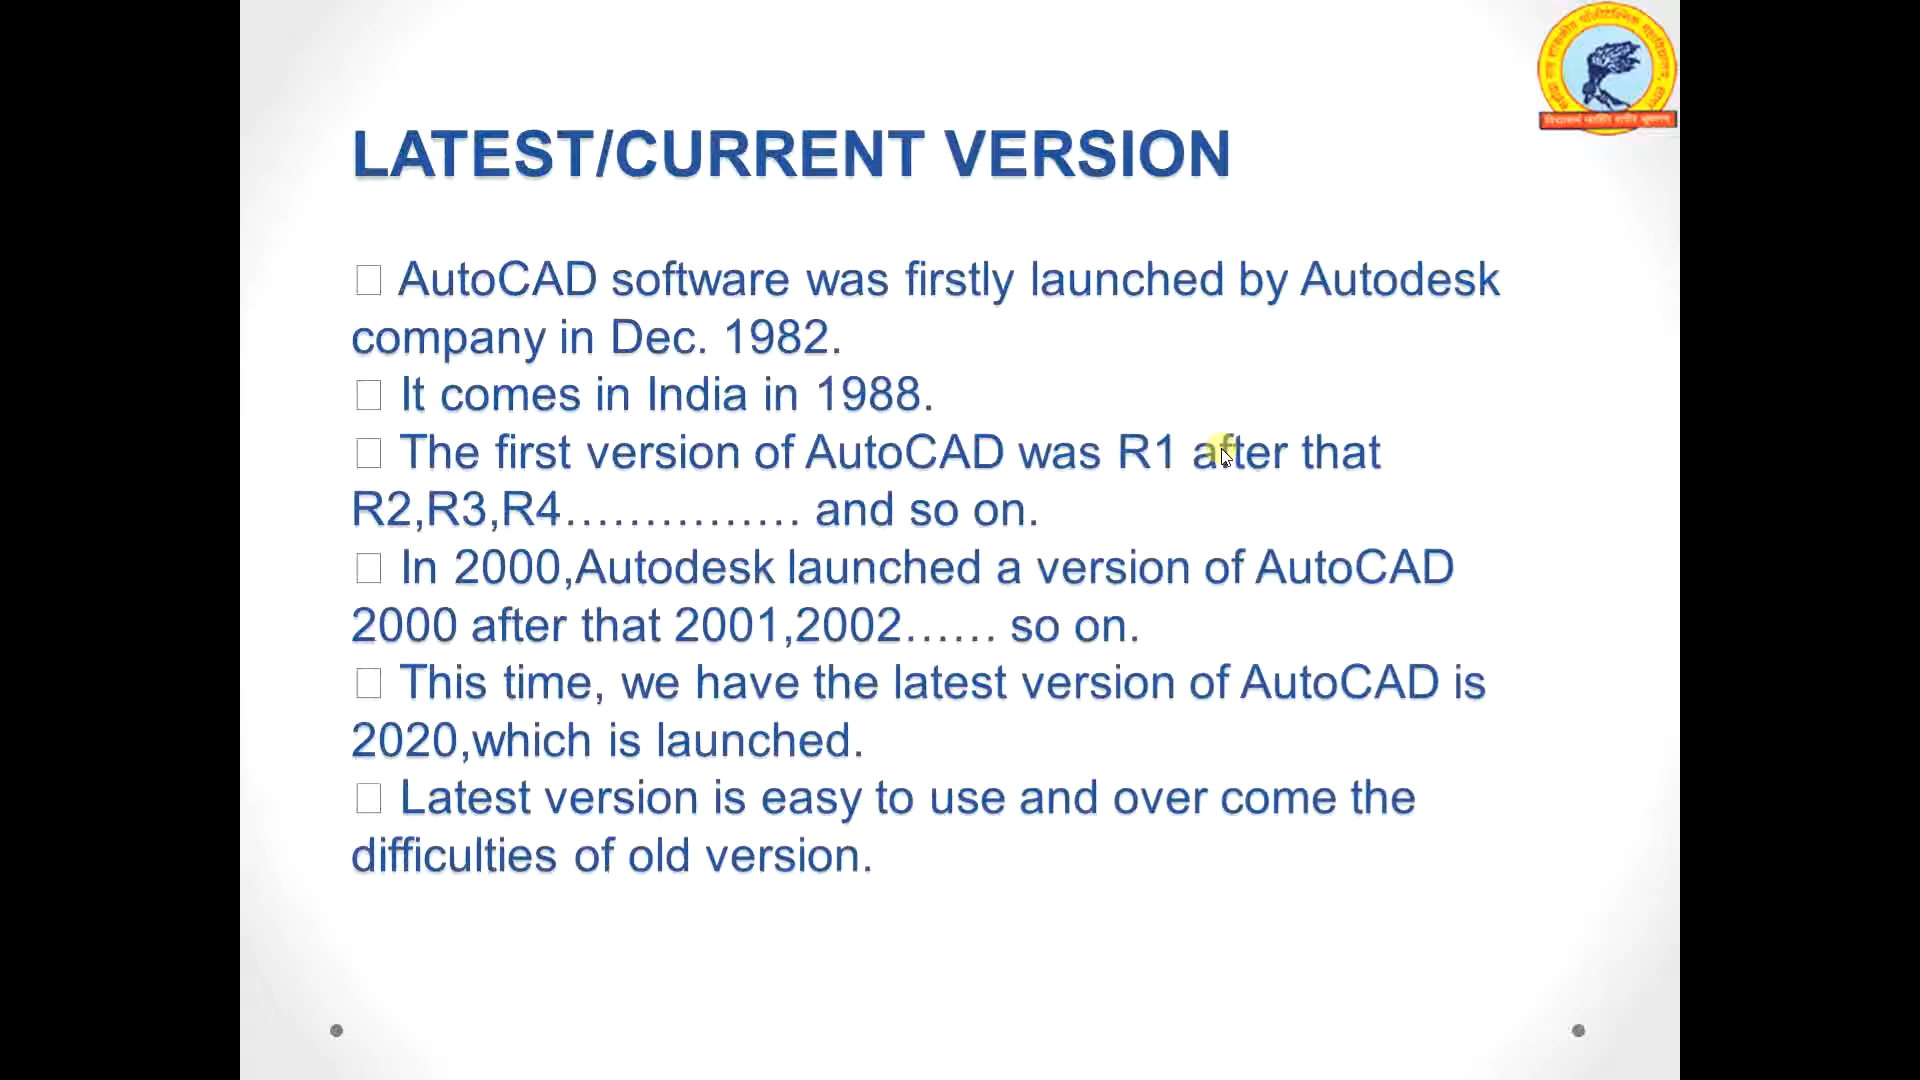 LATEST/CURRENT VERSION
AutoCAD software was firstly launched by Autodesk
company in Dec. 1982.
It comes in India in 1988.
The first version of AutoCAD was R1 after that
R2,R3,R4…………… and so on.
In 2000,Autodesk launched a version of AutoCAD
2000 after that 2001,2002…… so on.
This time, we have the latest version of AutoCAD is
2020,which is launched.
Latest version is easy to use and over come the
difficulties of old version.